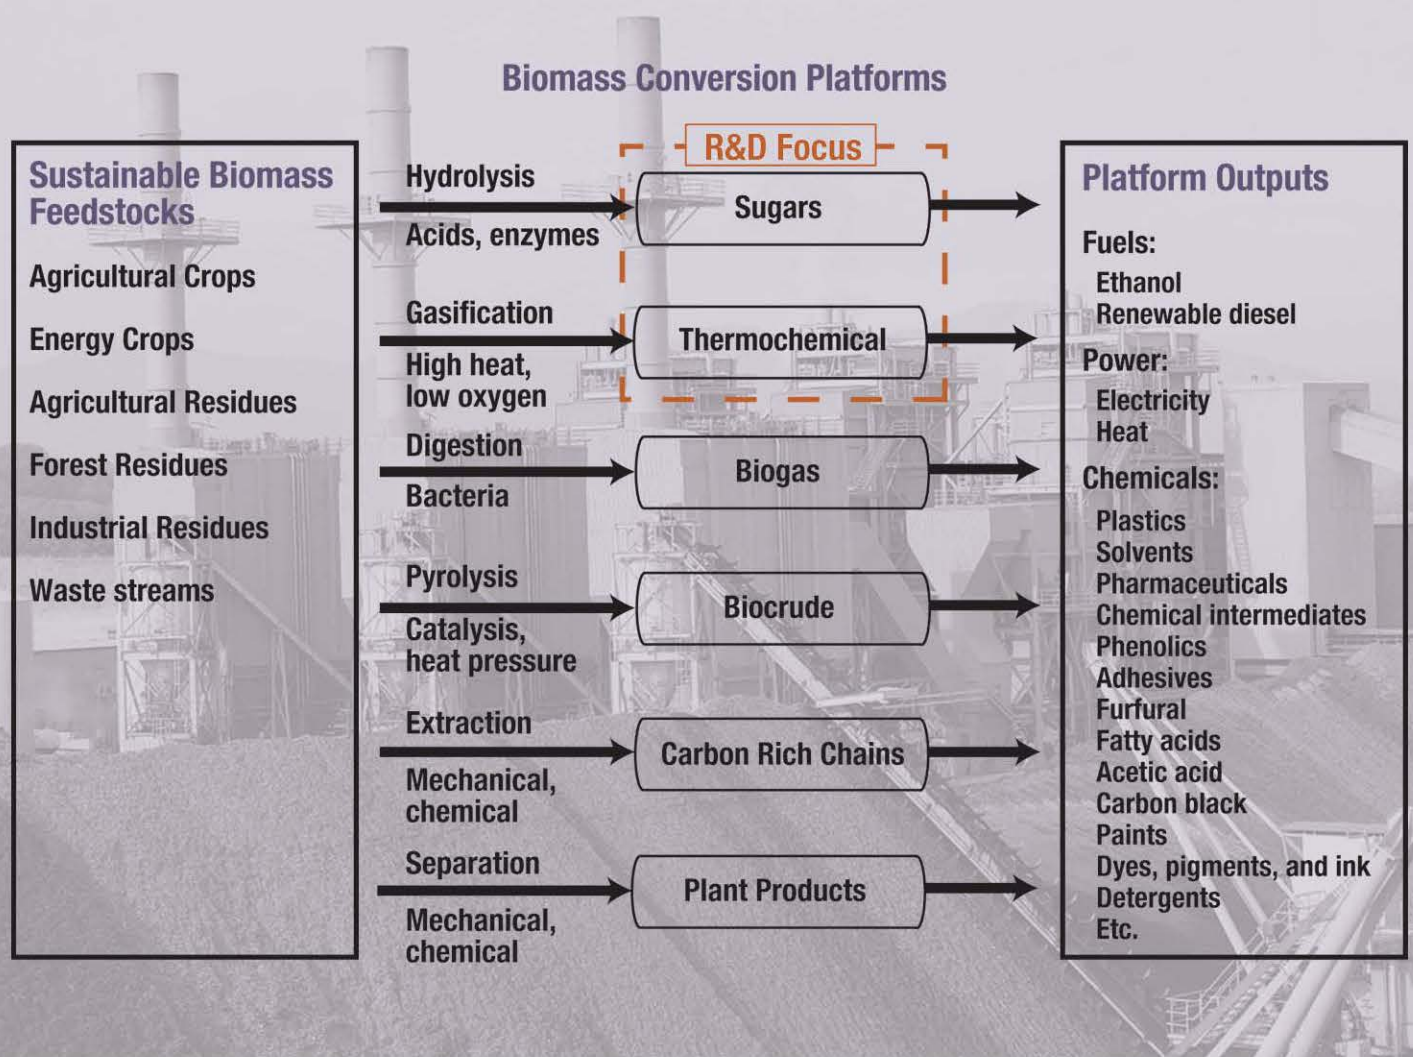 Biomass Conversion Platforms
Sustainable Biomass
Feedstocks
Agricultural Crops
Energy Crops
Agricultural Residues
Forest Residues
Industrial Residues
Waste streams
R&D Focus
Hydrolysis
Acids, enzymes
Sugars
Gasification
High heat,
low oxygen
Thermochemical
Digestion
Bacteria
Biogas
Pyrolysis
Catalysis,
heat pressure
Biocrude
Extraction
Mechanical,
chemical
Carbon Rich Chains
Separation
Mechanical,
chemical
Plant Products
Platform Outputs
Fuels:
Ethanol
Renewable diesel
Power:
Electricity
Heat
Chemicals:
Plastics
Solvents
Pharmaceuticals
Chemical intermediates
Phenolics
Adhesives
Furfural
Fatty acids
Acetic acid
Carbon black
Paints
Dyes, pigments, and ink
Detergents
Etc.